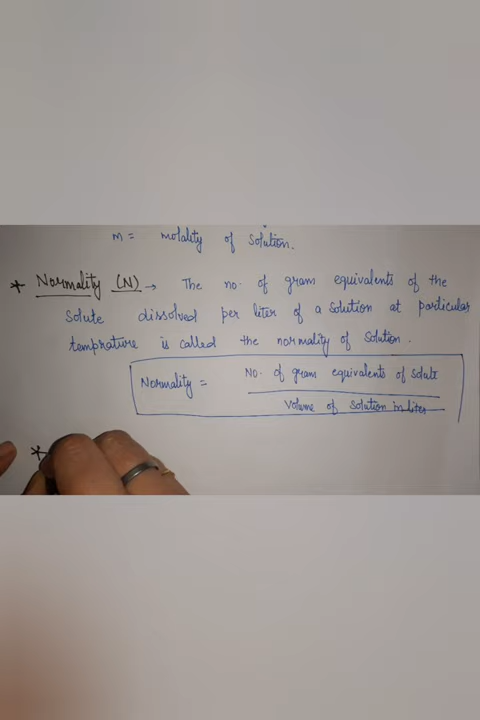 m = molality of solution.
* Normality (N) → The no. of gram equivalents of the
solute dissolved per liter of a solution at particular
temprature is called the normality of solution.
Normality = No. of gram equivalents of solute
Volume of solution in liter
*